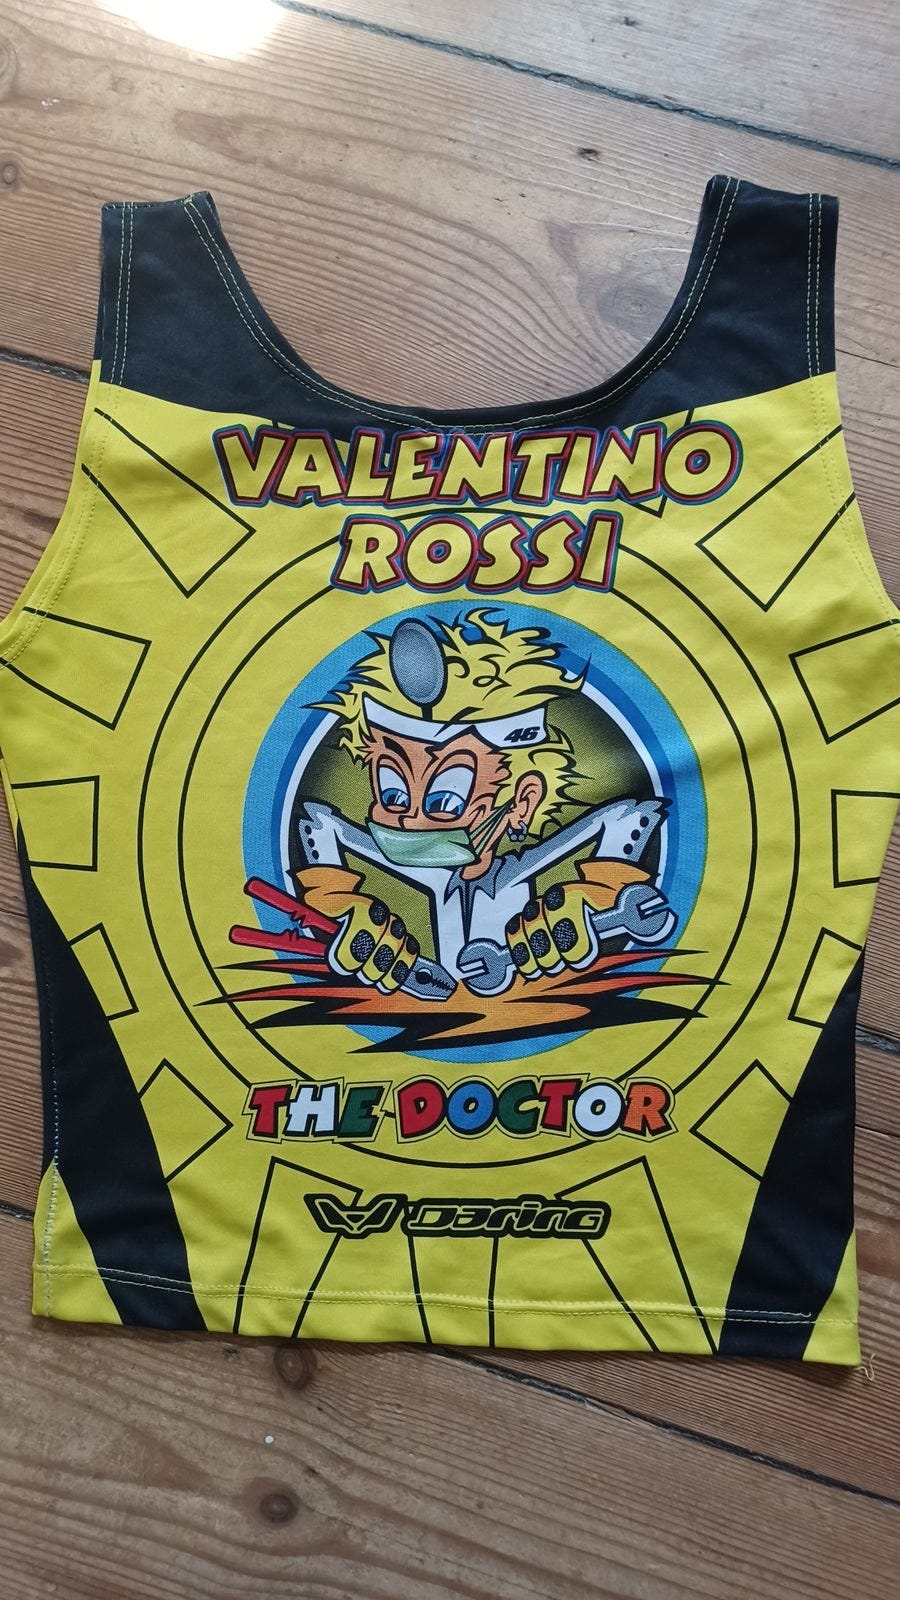 VALENTINO
ROSSI
46
THE DOCTOR
Daring